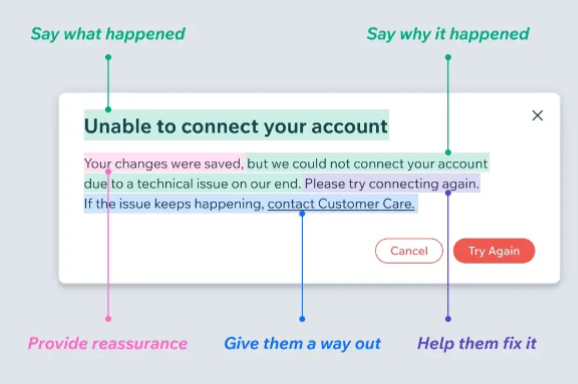 Say what happened
Say why it happened
Unable to connect your account
Your changes were saved, but we could not connect your account
due to a technical issue on our end. Please try connecting again.
If the issue keeps happening, contact Customer Care.
Cancel
Try Again
Provide reassurance
Give them a way out
Help them fix it